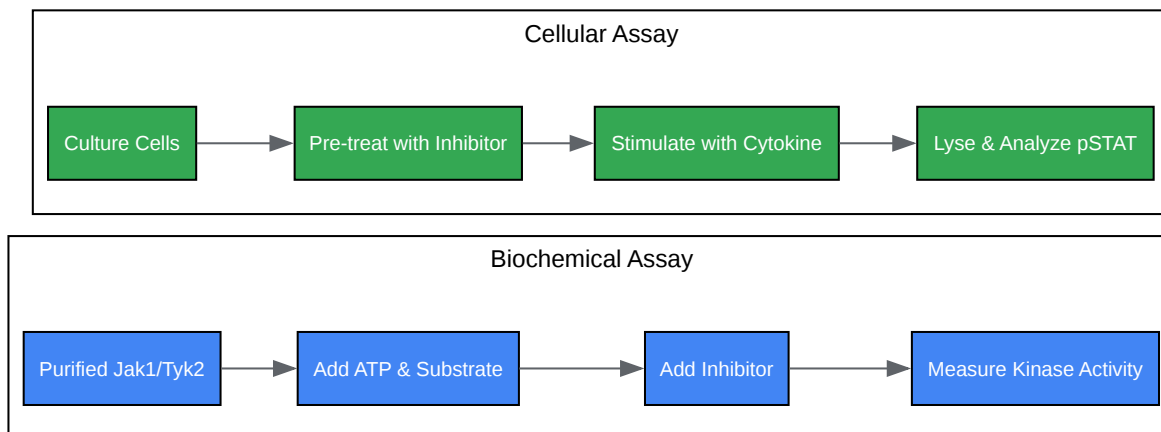 Cellular Assay
Culture Cells
Pre-treat with Inhibitor
Stimulate with Cytokine
Lyse & Analyze pSTAT
Biochemical Assay
Purified Jak1/Tyk2
Add ATP & Substrate
Add Inhibitor
Measure Kinase Activity